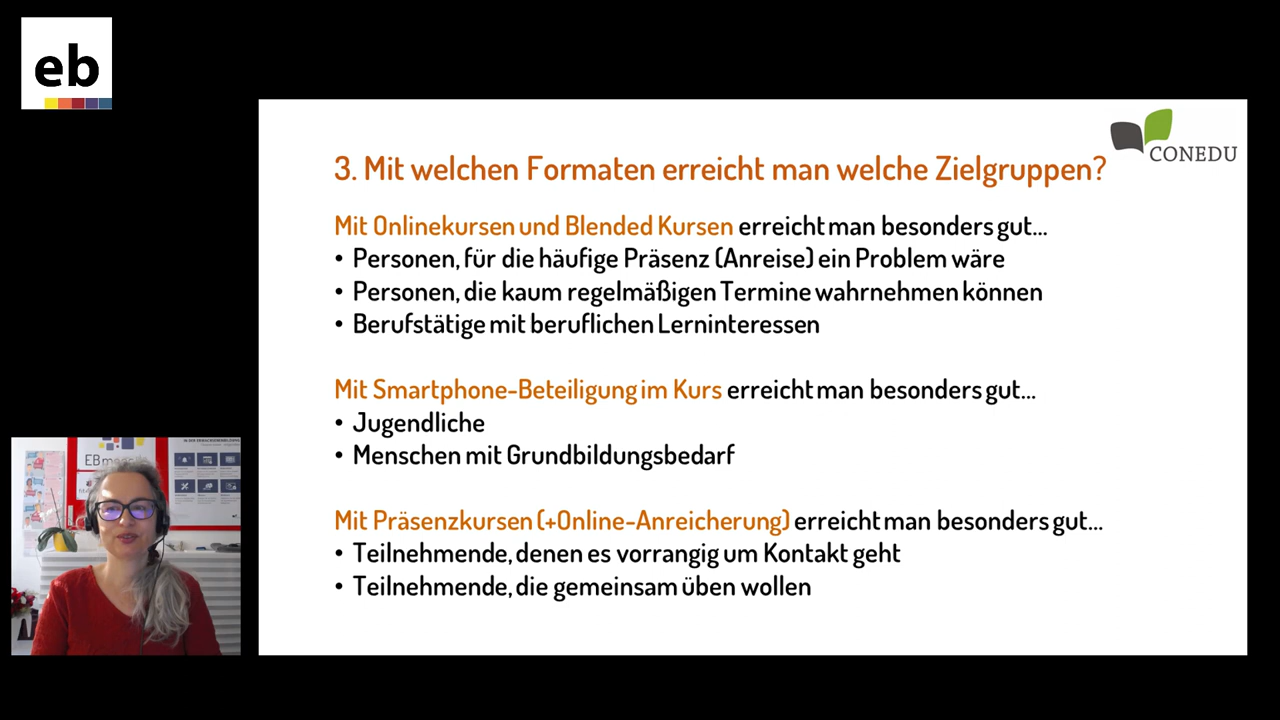 eb
CONEDU
3. Mit welchen Formaten erreicht man welche Zielgruppen?
Mit Onlinekursen und Blended Kursen erreicht man besonders gut...
• Personen, für die häufige Präsenz (Anreise) ein Problem wäre
• Personen, die kaum regelmäßigen Termine wahrnehmen können
• Berufstätige mit beruflichen Lerninteressen
Mit Smartphone-Beteiligung im Kurs erreicht man besonders gut...
• Jugendliche
• Menschen mit Grundbildungsbedarf
Mit Präsenzkursen (+Online-Anreicherung) erreicht man besonders gut...
• Teilnehmende, denen es vorrangig um Kontakt geht
• Teilnehmende, die gemeinsam üben wollen